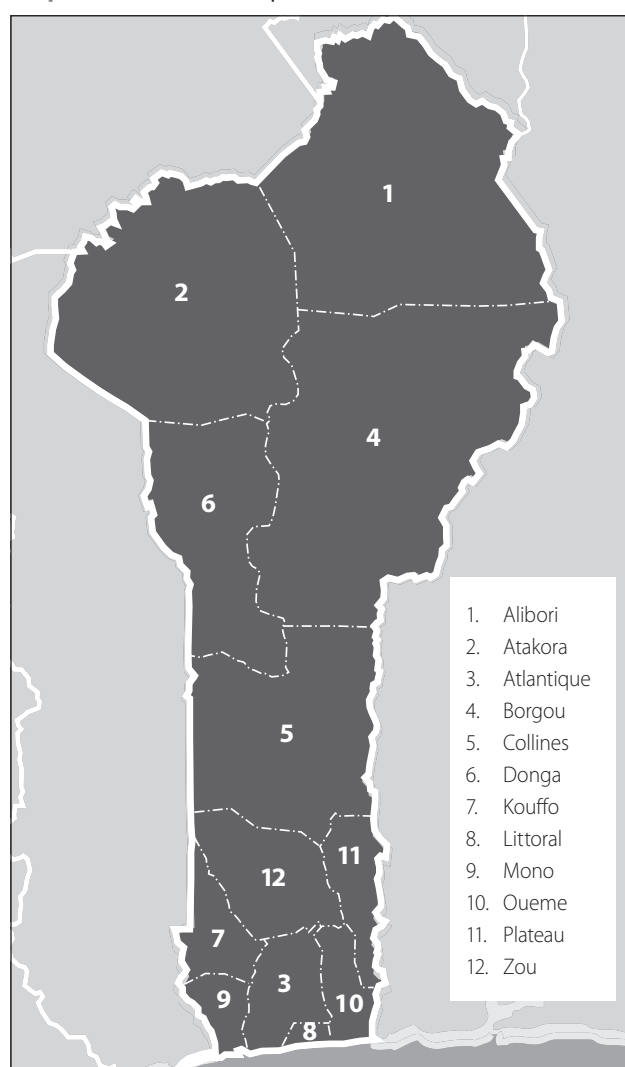 1
2
4
6
5
11
12
7
3
9
10
8
1. Alibori
2. Atakora
3. Atlantique
4. Borgou
5. Collines
6. Donga
7. Kouffo
8. Littoral
9. Mono
10. Oueme
11. Plateau
12. Zou